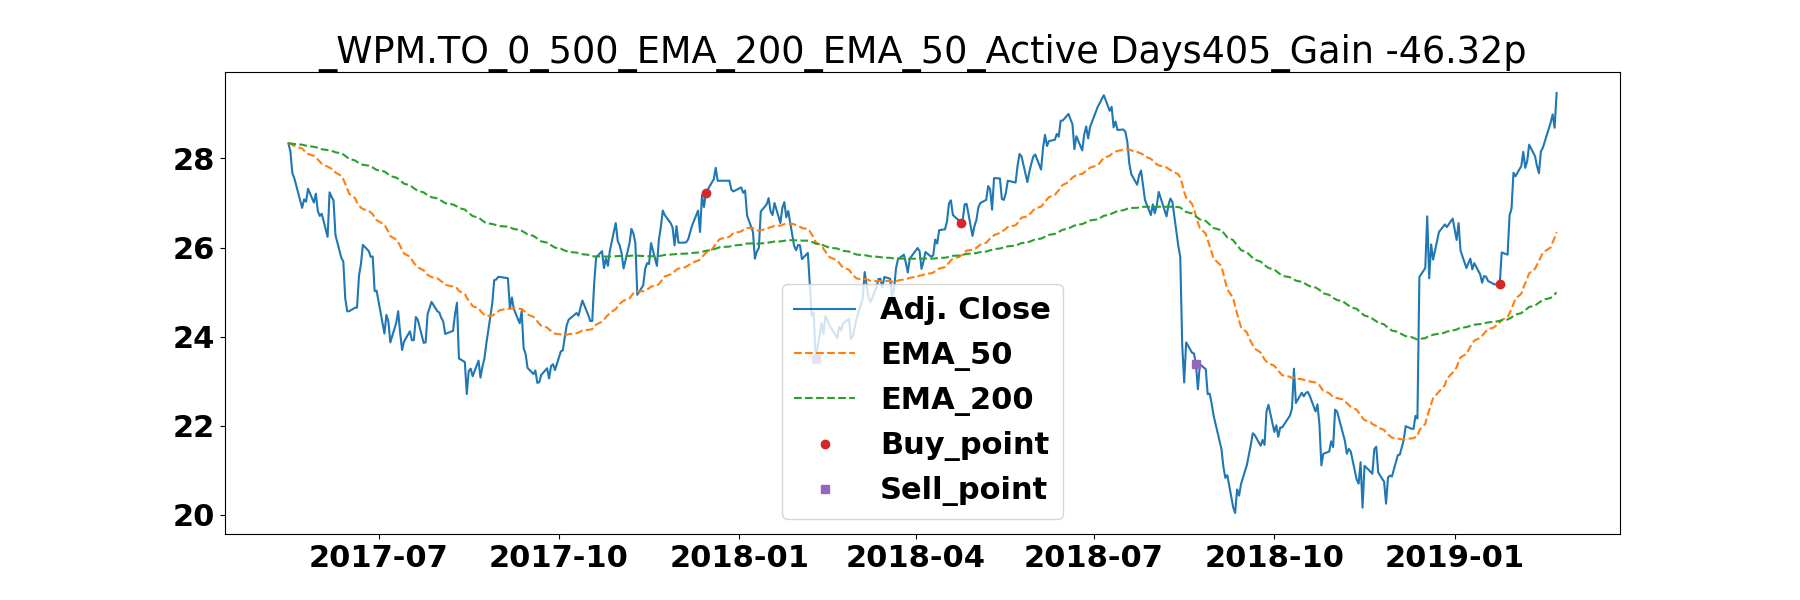 _WPM.TO_0_500_EMA_200_EMA_50_Active Days405_Gain -46.32p
28
26
24
22
20
Adj. Close
EMA_50
EMA_200
Buy_point
Sell_point
2017-07 2017-10 2018-01 2018-04 2018-07 2018-10 2019-01